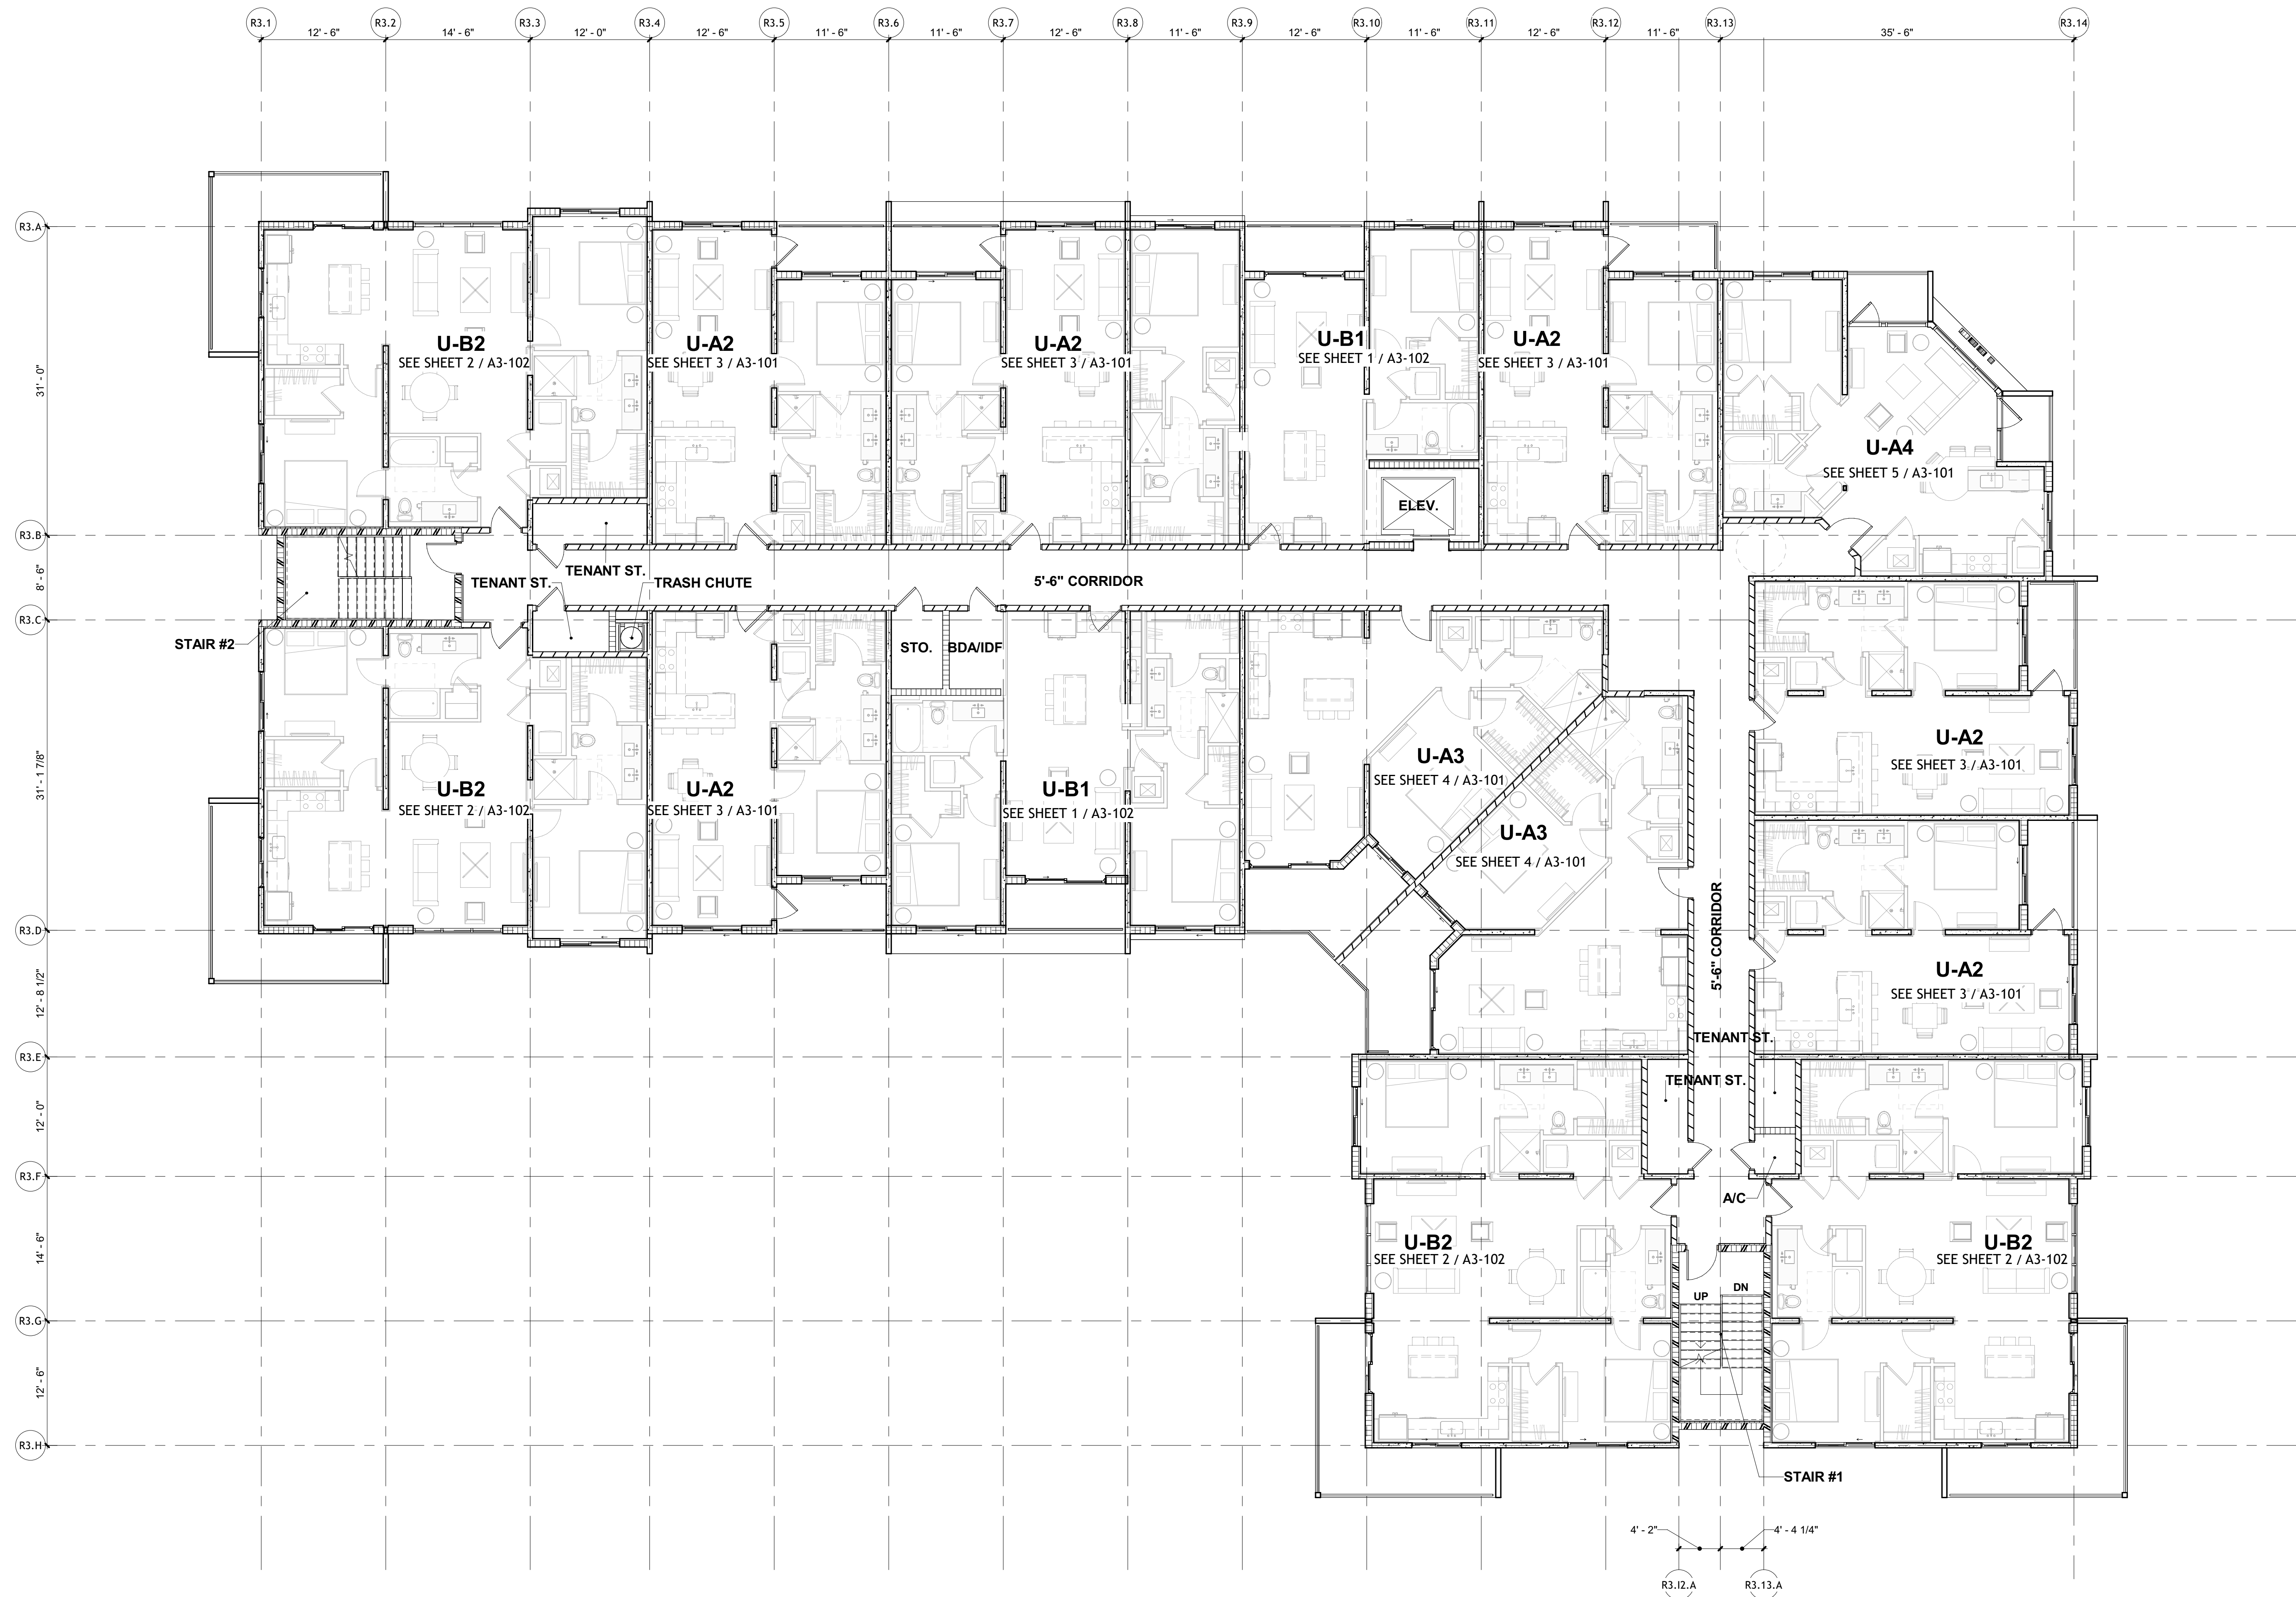 R3.1 R3.2 R3.3 R3.4 R3.5 R3.6 R3.7 R3.8 R3.9 R3.10 R3.11 R3.12 R3.13 R3.14
12' - 6" 14' - 6" 12' - 0" 12' - 6" 11' - 6" 11' - 6" 12' - 6" 11' - 6" 12' - 6" 11' - 6" 12' - 6" 11' - 6" 35' - 6"
R3.A
31' - 0"
U-B2
SEE SHEET 2 / A3-102
U-A2
SEE SHEET 3 / A3-101
U-A2
SEE SHEET 3 / A3-101
U-B1
SEE SHEET 1 / A3-102
U-A2
SEE SHEET 3 / A3-101
U-A4
SEE SHEET 5 / A3-101
ELEV.
R3.B
8' - 6"
TENANT ST.
TENANT ST.
TRASH CHUTE
5'-6" CORRIDOR
R3.C
STAIR #2
STO.
BDA/IDF
31' - 1 7/8"
U-B2
SEE SHEET 2 / A3-102
U-A2
SEE SHEET 3 / A3-101
U-B1
SEE SHEET 1 / A3-102
U-A3
SEE SHEET 4 / A3-101
U-A3
SEE SHEET 4 / A3-101
U-A2
SEE SHEET 3 / A3-101
R3.D
12' - 8 1/2"
5'-6" CORRIDOR
U-A2
SEE SHEET 3 / A3-101
TENANT ST.
R3.E
TENANT ST.
12' - 0"
R3.F
A/C
14' - 6"
U-B2
SEE SHEET 2 / A3-102
U-B2
SEE SHEET 2 / A3-102
UP
DN
R3.G
12' - 6"
R3.H
STAIR #1
4' - 2"
4' - 4 1/4"
R3.I2.A
R3.13.A